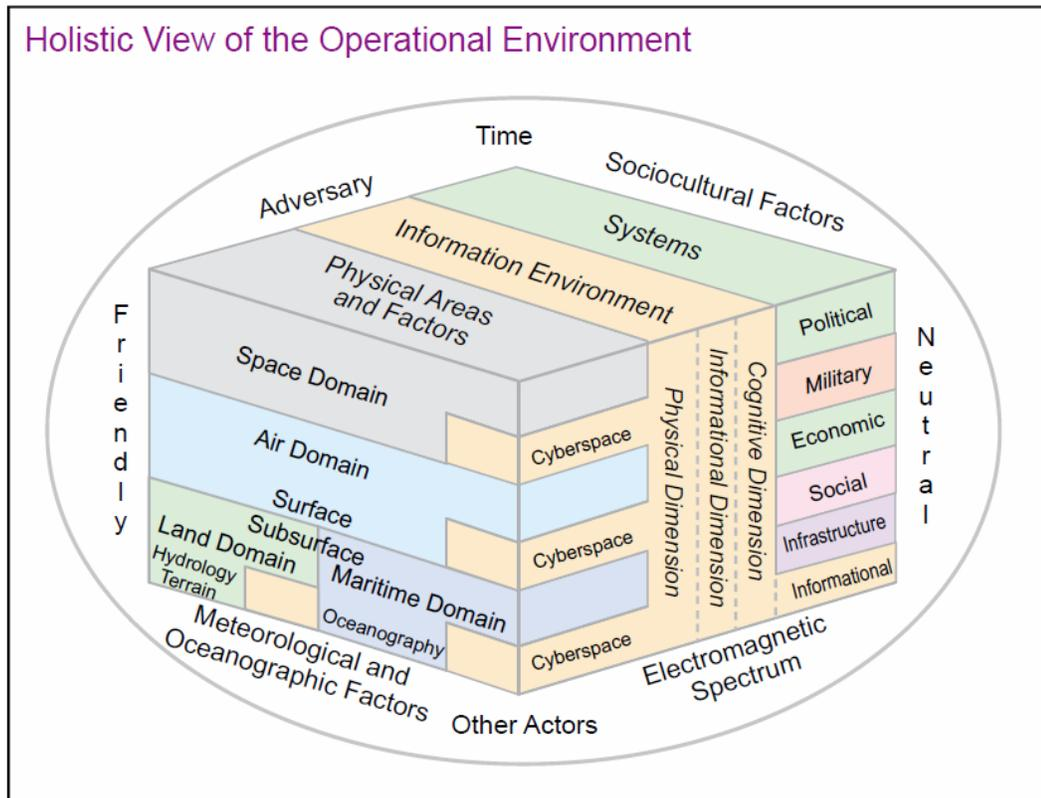 Holistic View of the Operational Environment
Time
Adversary
Sociocultural Factors
Systems
Information Environment
Physical Areas
and Factors
Friendly
Neutral
Space Domain
Air Domain
Surface
Subsurface
Land Domain
Hydrology
Terrain
Maritime Domain
Oceanography
Cyberspace
Cyberspace
Cyberspace
Physical Dimension
Informational Dimension
Cognitive Dimension
Political
Military
Economic
Social
Infrastructure
Informational
Meteorological and
Oceanographic Factors
Electromagnetic
Spectrum
Other Actors